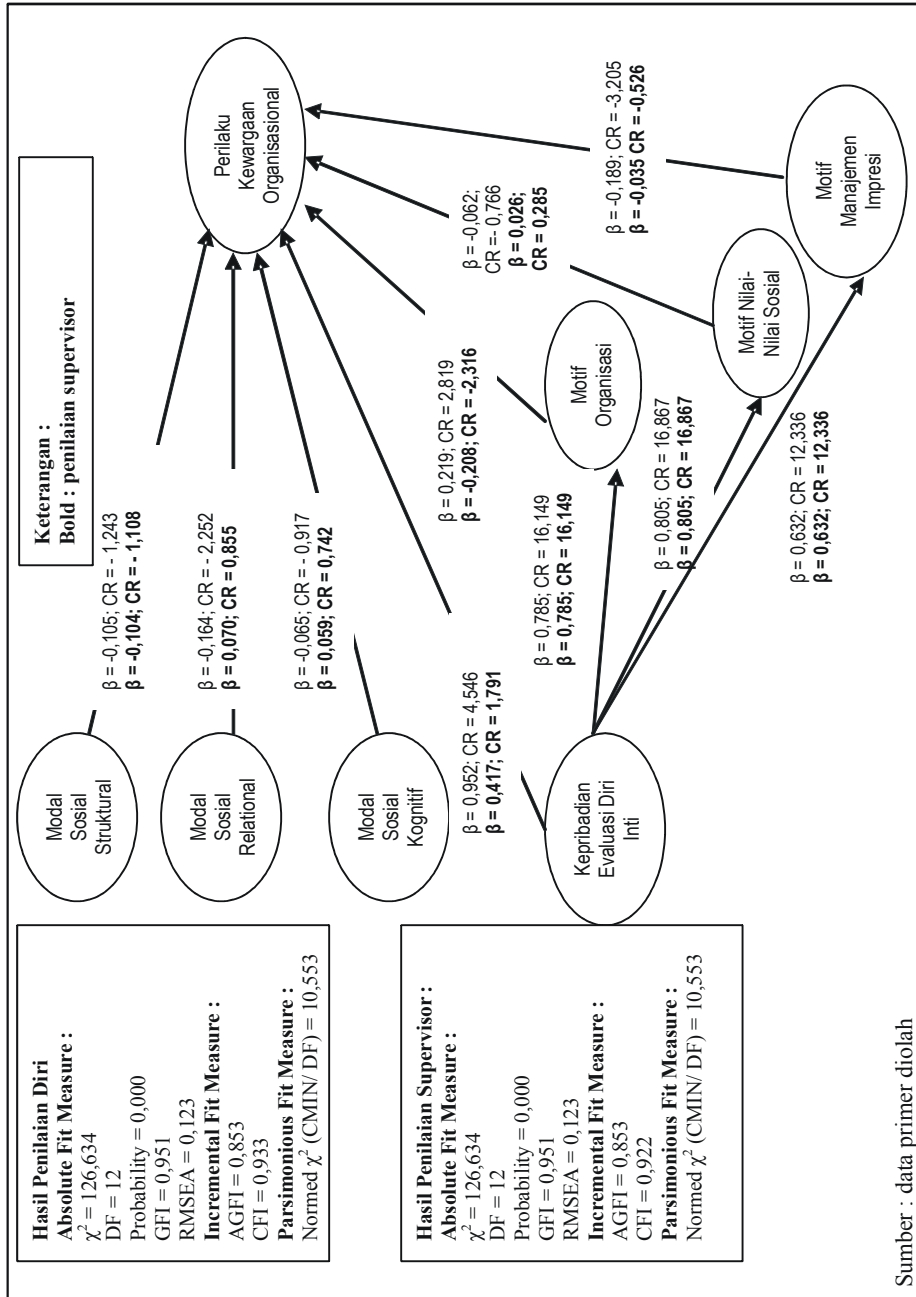 Hasil Penilaian Diri
Absolute Fit Measure :
χ² = 126,634
DF = 12
Probability = 0,000
GFI = 0,951
RMSEA = 0,123
Incremental Fit Measure :
AGFI = 0,853
CFI = 0,933
Parsimonious Fit Measure :
Normed χ² (CMIN/ DF) = 10,553
Hasil Penilaian Supervisor :
Absolute Fit Measure :
χ² = 126,634
DF = 12
Probability = 0,000
GFI = 0,951
RMSEA = 0,123
Incremental Fit Measure :
AGFI = 0,853
CFI = 0,922
Parsimonious Fit Measure :
Normed χ² (CMIN/ DF) = 10,553
Keterangan :
Bold : penilaian supervisor
Modal
Sosial
Struktural
β = -0,105; CR = - 1,243
β = -0,104; CR = - 1,108
Modal
Sosial
Relational
β = -0,164; CR = - 2,252
β = 0,070; CR = 0,855
Modal
Sosial
Kognitif
β = -0,065; CR = - 0,917
β = 0,059; CR = 0,742
Kepribadian
Evaluasi Diri
Inti
β = 0,952; CR = 4,546
β = 0,417; CR = 1,791
β = 0,785; CR = 16,149
β = 0,785; CR = 16,149
β = 0,805; CR = 16,867
β = 0,805; CR = 16,867
β = 0,632; CR = 12,336
β = 0,632; CR = 12,336
Motif
Organisasi
β = 0,219; CR = 2,819
β = -0,208; CR = -2,316
Motif Nilai-
Nilai Sosial
β = -0,062;
CR =- 0,766
β = 0,026;
CR = 0,285
Motif
Manajemen
Impresi
β = -0,189; CR = -3,205
β = -0,035 CR = -0,526
Perilaku
Kewargaan
Organisasional
Sumber : data primer diolah